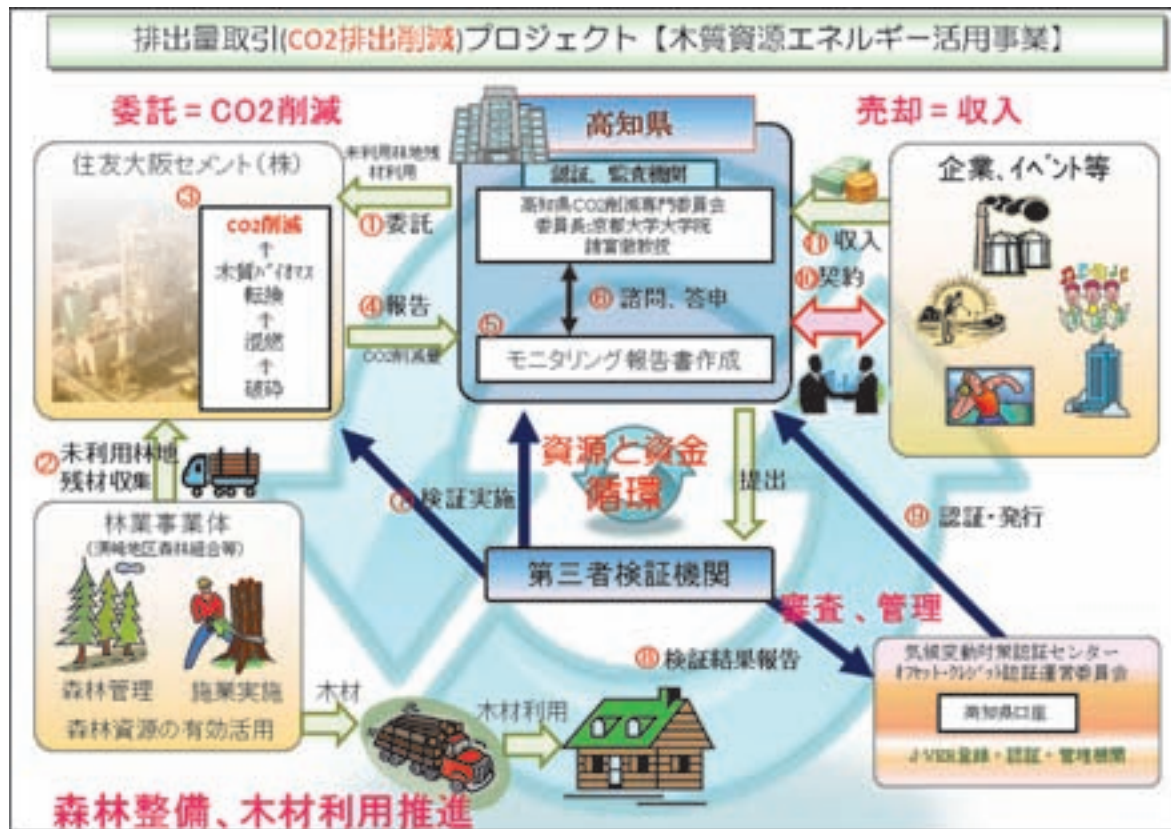 排出量取引(CO2排出削減)プロジェクト【木質資源エネルギー活用事業】
委託=CO2削減
高知県
売却=収入
住友大阪セメント(株)
未利用林地残
材利用
認証、監査機関
企業、イベント等
③
CO2削減
↑
木質バイオマス
転換
↑
混燃
↑
破砕
①委託
高知県CO2削減専門委員会
委員長:京都大学大学院
諸富徹教授
⑪収入
⑩契約
④報告
CO2削減量
⑥諮問、答申
⑤
モニタリング報告書作成
②未利用林地
残材収集
資源と資金
循環
提出
⑦検証実施
⑨認証・発行
林業事業体
(須崎地区森林組合等)
第三者検証機関
審査、管理
森林管理
施業実施
森林資源の有効活用
木材
木材利用
検証結果報告
気候変動対策認証センター
オフセット・クレジット認証運営委員会
高知県口座
J-VER登録・認証・管理機関
森林整備、木材利用推進